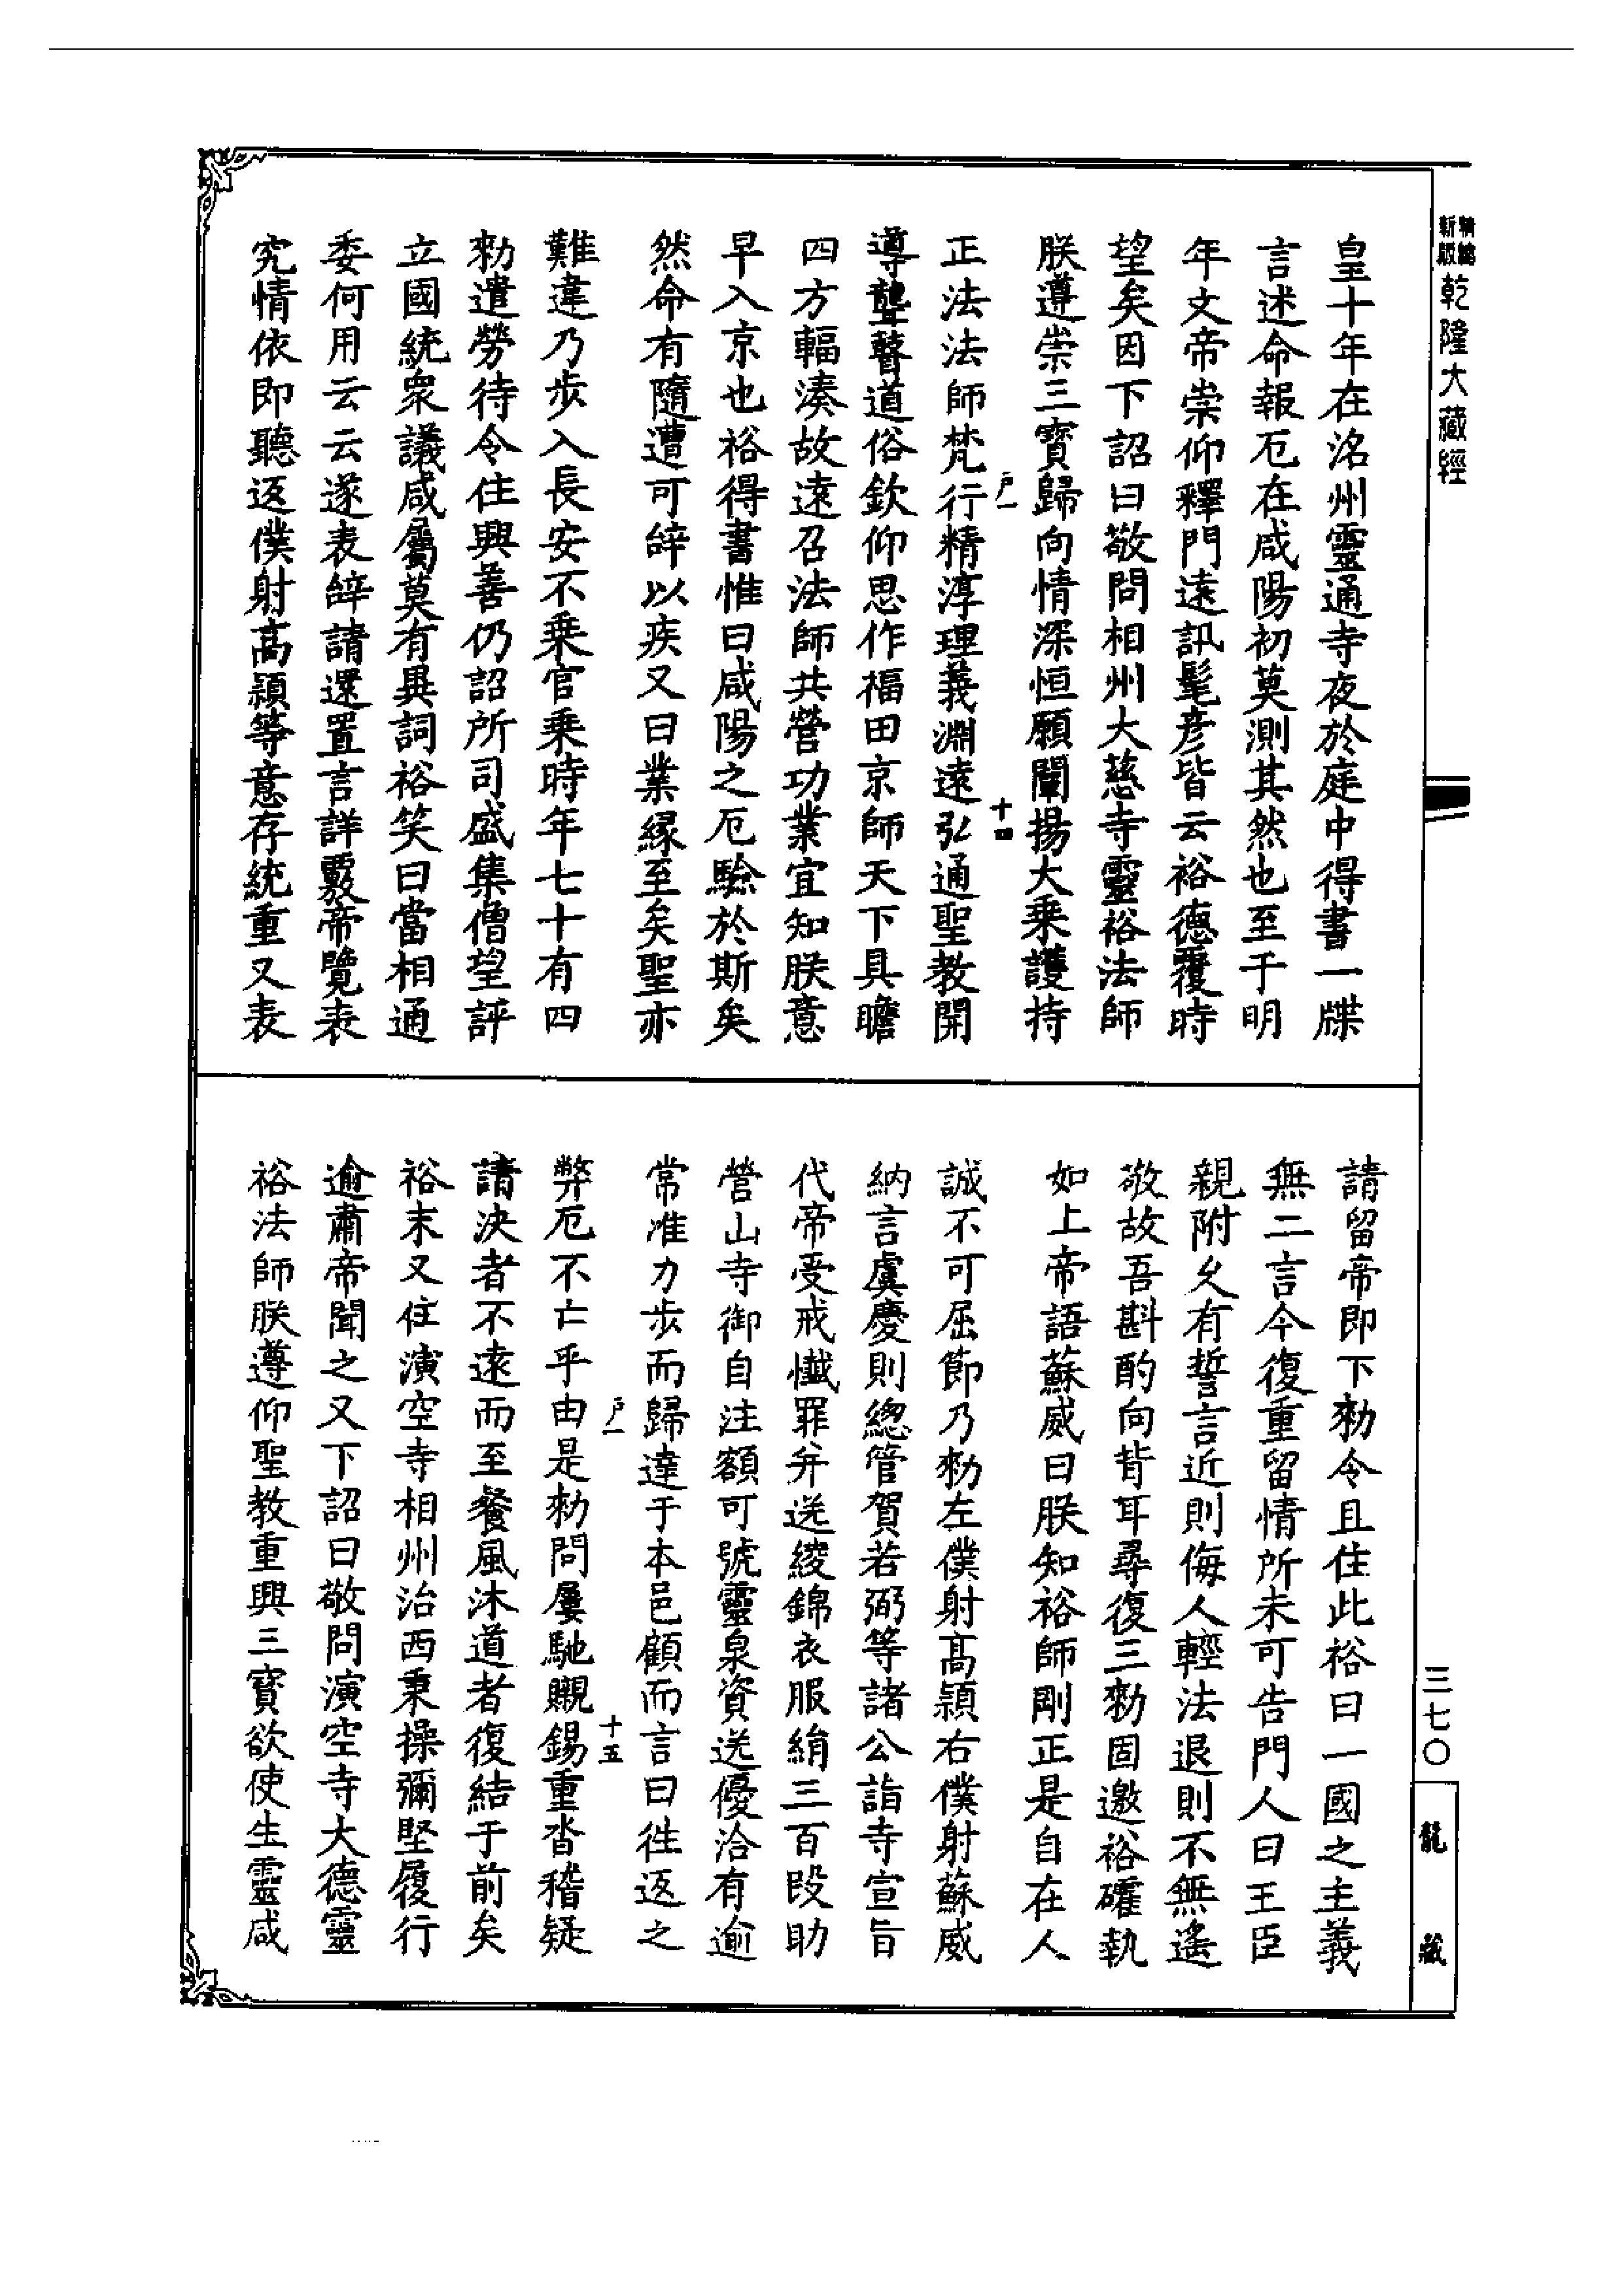 精縮新版乾隆大藏經
皇十年在洺州靈通寺夜於庭中得書一牒
言述命報厄在咸陽初莫測其然也至于明
年文帝崇仰釋門遠訊髦彥皆云裕德覆時
望矣因下詔曰敬問相州大慈寺靈裕法師
朕遵崇三寶歸向情深恒願闡揚大乘護持
戶一 十四
正法法師梵行精淳理義淵遠弘通聖教開
導聾瞽道俗欽仰思作福田京師天下具瞻
四方輻湊故遠召法師共營功業宜知朕意
早入京也裕得書惟曰咸陽之厄驗於斯矣
然命有隨遭可辭以疾又曰業緣至矣聖亦
難違乃步入長安不乘官乘時年七十有四
勑遣勞待令住興善仍詔所司盛集僧望評
立國統衆議咸屬莫有異詞裕笑曰當相通
委何用云云遂表辭請還置言詳覈帝覽表
究情依即聽返僕射高頴等意存統重又表
請留帝即下勑令且住此裕曰一國之主義
無二言今復重留情所未可告門人曰王臣
親附久有誓言近則侮人輕法退則不無遙
敬故吾斟酌向背耳尋復三勑固邀裕確執
如上帝語蘇威曰朕知裕師剛正是自在人
誠不可屈節乃勑左僕射高頴右僕射蘇威
納言虞慶則總管賀若弼等諸公詣寺宣旨
代帝受戒懺罪并送綾錦衣服絹三百段助
營山寺御自注額可號靈泉資送優洽有逾
常准力步而歸達于本邑顧而言曰往返之
戶一 十五
弊厄不亡乎由是勑問屢馳䞋錫重沓稽疑
請決者不遠而至餐風沐道者復結于前矣
裕末又住演空寺相州治西秉操彌堅履行
逾肅帝聞之又下詔曰敬問演空寺大德靈
裕法師朕遵仰聖教重興三寶欲使生靈咸
三七〇
龍藏